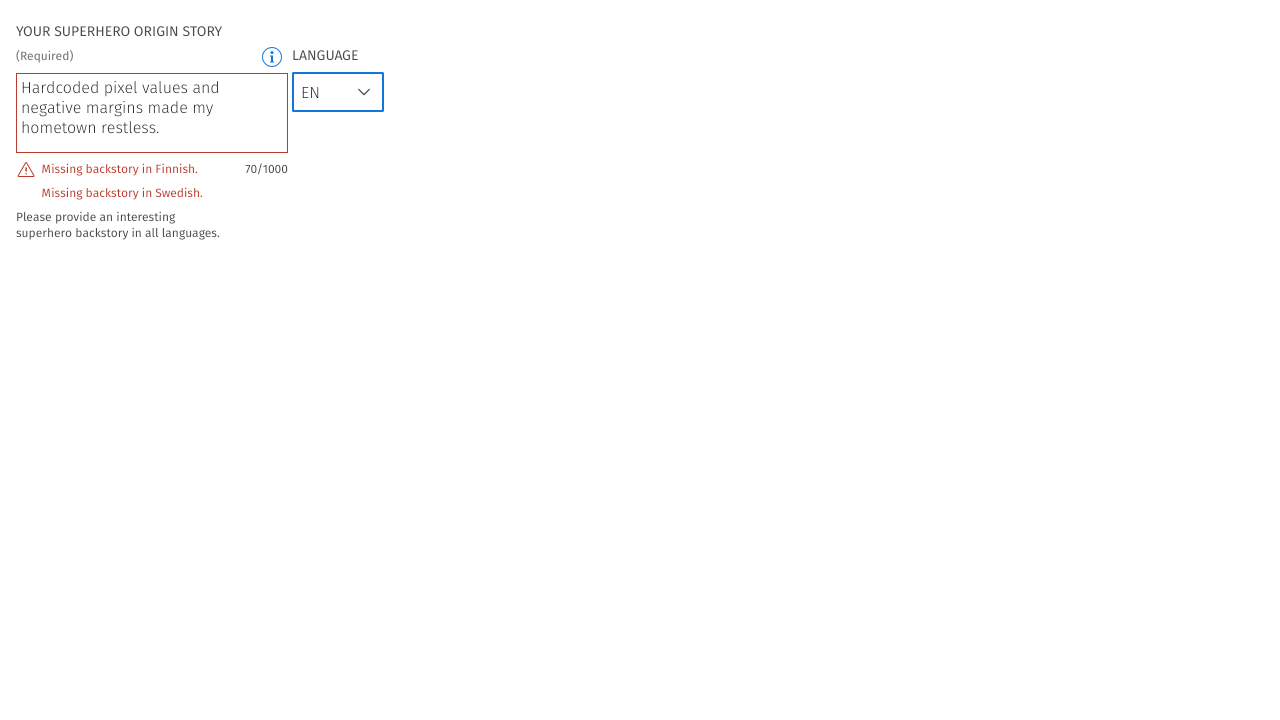 YOUR SUPERHERO ORIGIN STORY
(Required)
LANGUAGE
Hardcoded pixel values and
negative margins made my
hometown restless.
EN
Missing backstory in Finnish.
70/1000
Missing backstory in Swedish.
Please provide an interesting
superhero backstory in all languages.